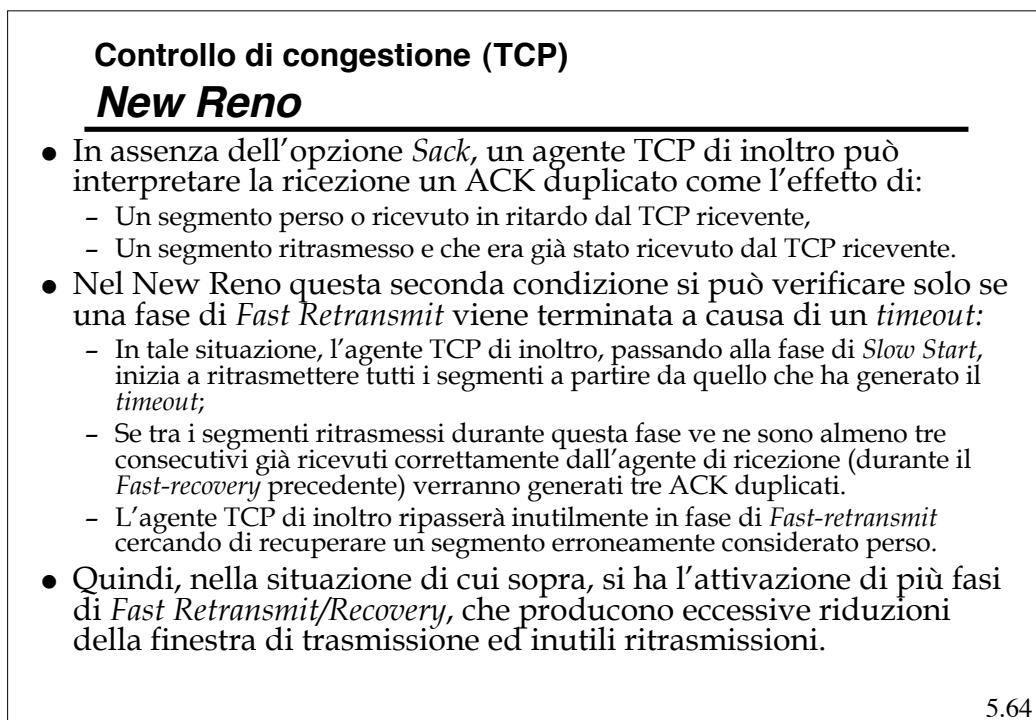 Controllo di congestione (TCP)
New Reno
● In assenza dell'opzione Sack, un agente TCP di inoltro può
interpretare la ricezione un ACK duplicato come l'effetto di:
– Un segmento perso o ricevuto in ritardo dal TCP ricevente,
– Un segmento ritrasmesso e che era già stato ricevuto dal TCP ricevente.
● Nel New Reno questa seconda condizione si può verificare solo se
una fase di Fast Retransmit viene terminata a causa di un timeout:
– In tale situazione, l'agente TCP di inoltro, passando alla fase di Slow Start,
inizia a ritrasmettere tutti i segmenti a partire da quello che ha generato il
timeout;
– Se tra i segmenti ritrasmessi durante questa fase ve ne sono almeno tre
consecutivi già ricevuti correttamente dall'agente di ricezione (durante il
Fast-recovery precedente) verranno generati tre ACK duplicati.
– L'agente TCP di inoltro ripasserà inutilmente in fase di Fast-retransmit
cercando di recuperare un segmento erroneamente considerato perso.
● Quindi, nella situazione di cui sopra, si ha l'attivazione di più fasi
di Fast Retransmit/Recovery, che producono eccessive riduzioni
della finestra di trasmissione ed inutili ritrasmissioni.
5.64